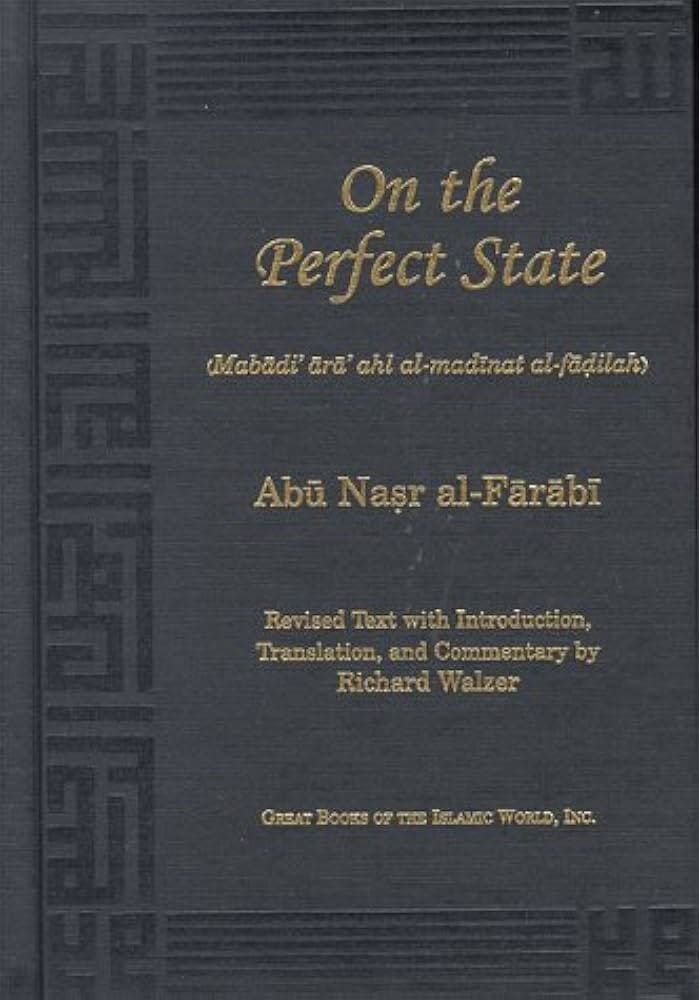 On the
Perfect State
(Mabādi' ārā' ahl al-madīnat al-fāḍilah)
Abū Naṣr al-Fārābī
Revised Text with Introduction,
Translation, and Commentary by
Richard Walzer
GREAT BOOKS OF THE ISLAMIC WORLD, INC.